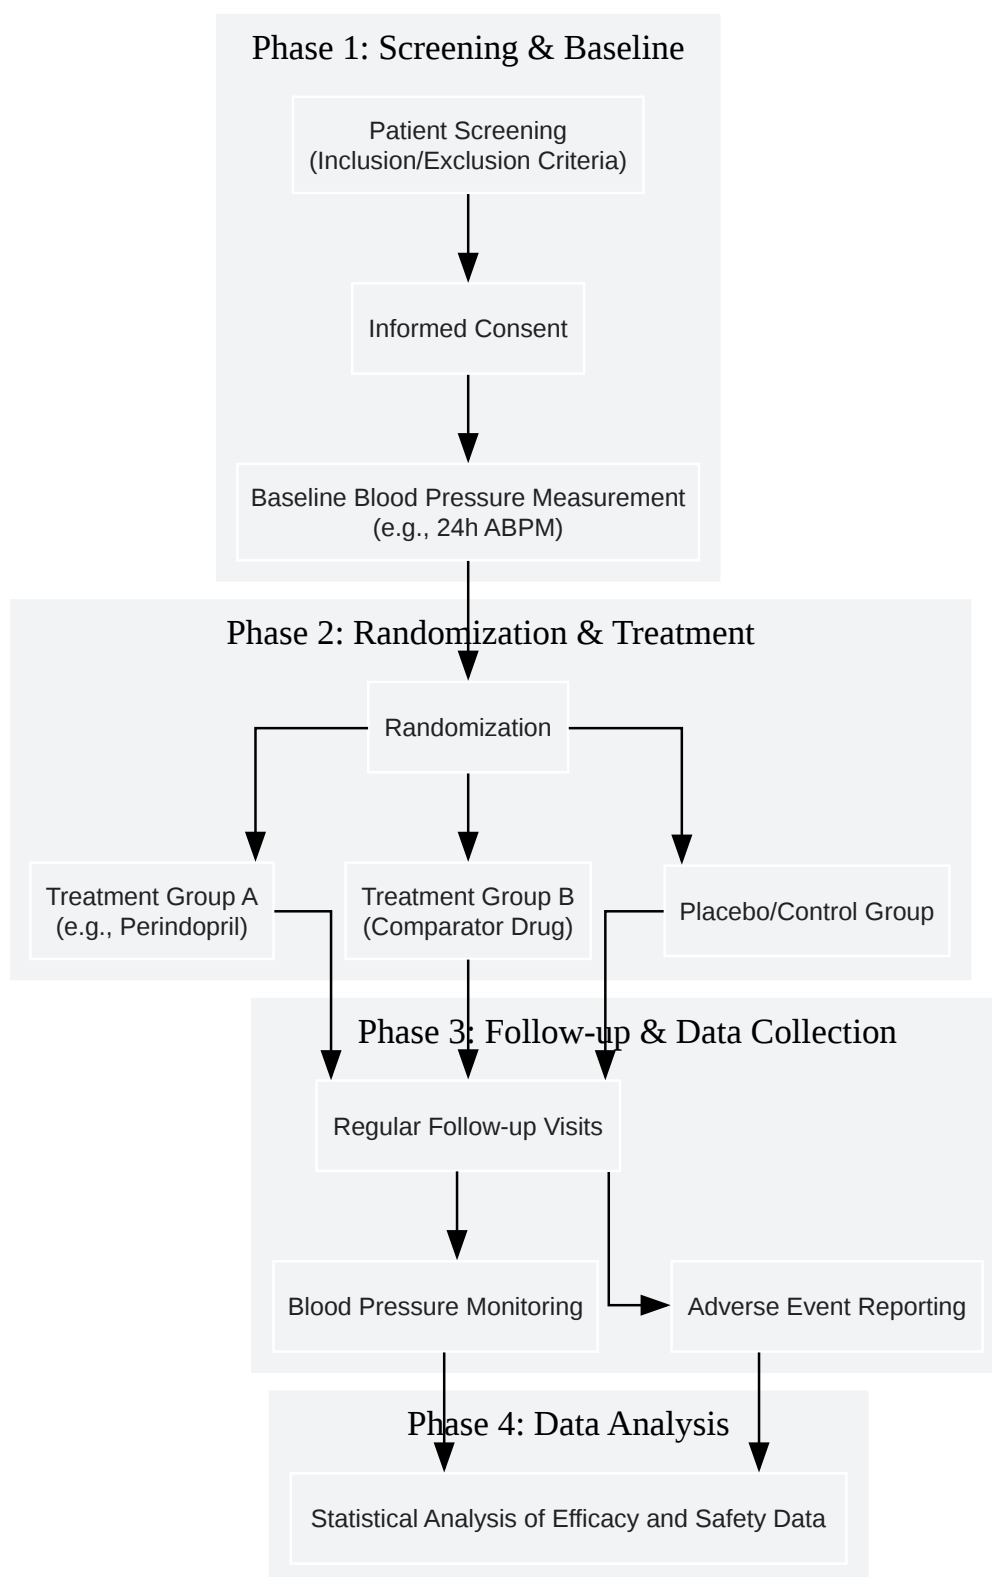 Phase 1: Screening & Baseline
Patient Screening
(Inclusion/Exclusion Criteria)
Informed Consent
Baseline Blood Pressure Measurement
(e.g., 24h ABPM)
Phase 2: Randomization & Treatment
Randomization
Treatment Group A
(e.g., Perindopril)
Treatment Group B
(Comparator Drug)
Placebo/Control Group
Phase 3: Follow-up & Data Collection
Regular Follow-up Visits
Blood Pressure Monitoring
Adverse Event Reporting
Phase 4: Data Analysis
Statistical Analysis of Efficacy and Safety Data